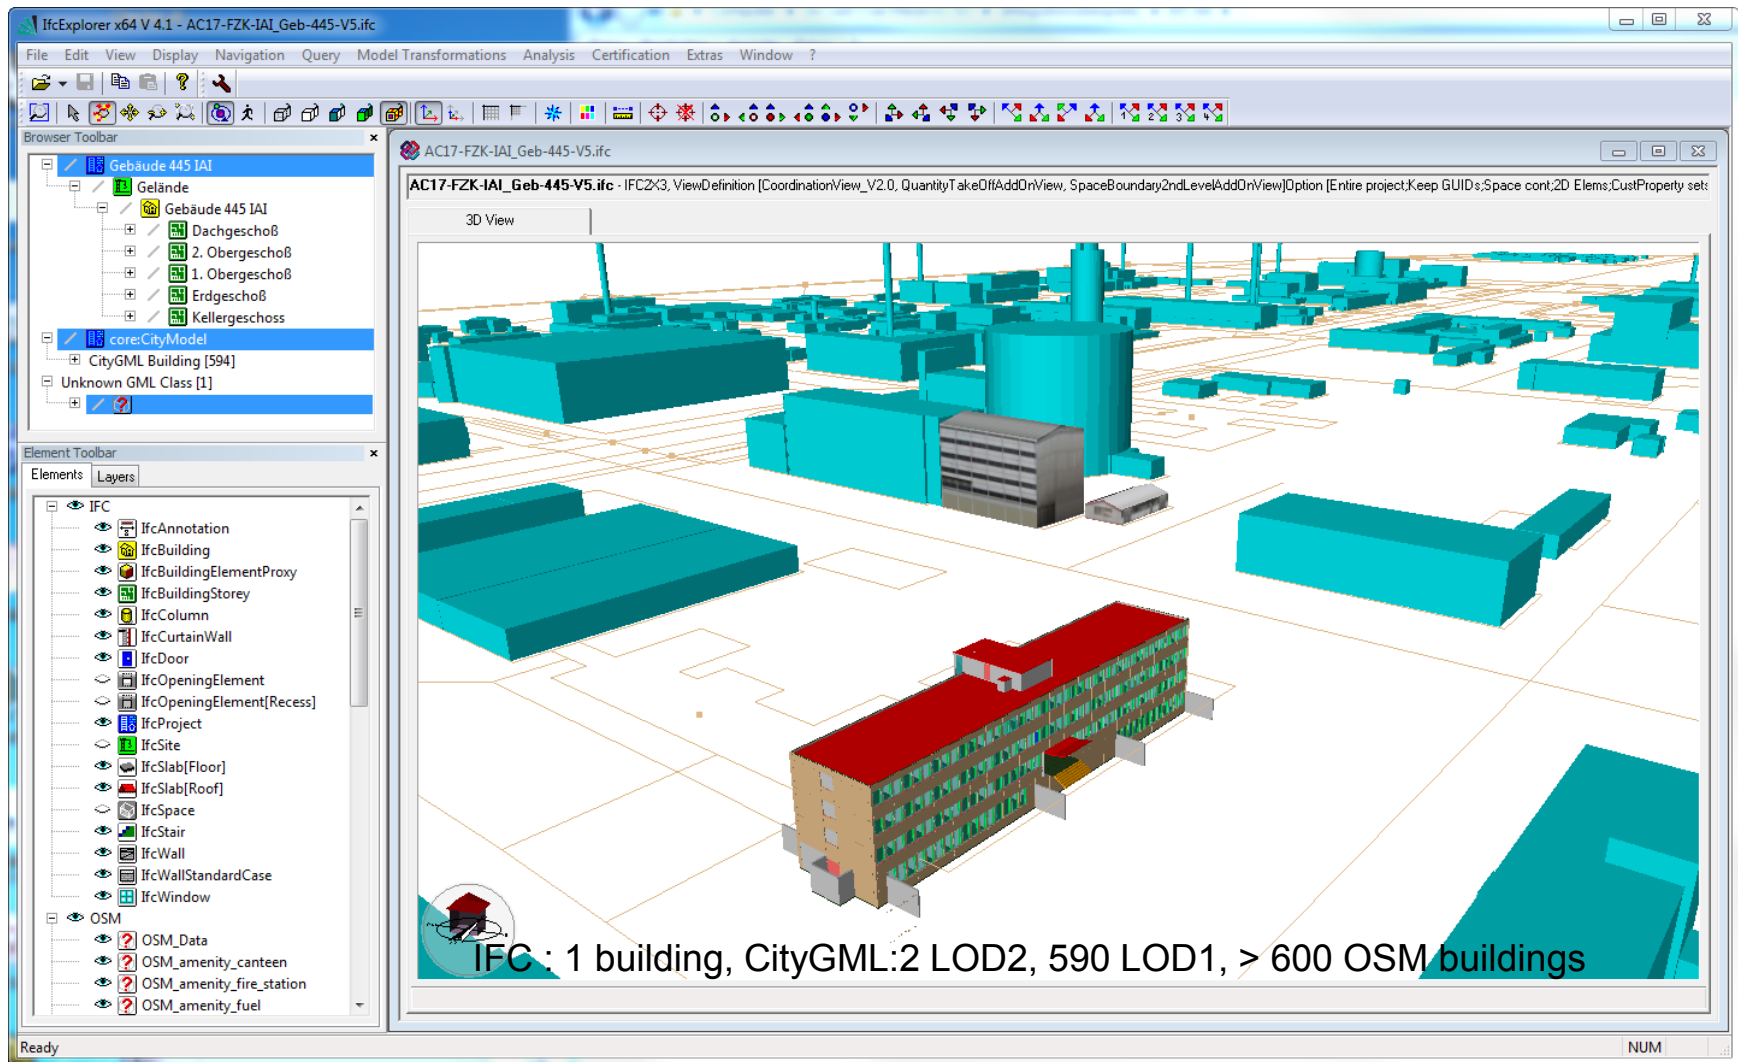 IfcExplorer x64 V 4.1 - AC17-FZK-IAI_Geb-445-V5.ifc
File Edit View Display Navigation Query Model Transformations Analysis Certification Extras Window ?
Browser Toolbar
Gebäude 445 IAI
Gelände
Gebäude 445 IAI
Dachgeschoß
2. Obergeschoß
1. Obergeschoß
Erdgeschoß
Kellergeschoss
core:CityModel
CityGML Building [594]
Unknown GML Class [1]
Element Toolbar
Elements Layers
IFC
IfcAnnotation
IfcBuilding
IfcBuildingElementProxy
IfcBuildingStorey
IfcColumn
IfcCurtainWall
IfcDoor
IfcOpeningElement
IfcOpeningElement[Recess]
IfcProject
IfcSite
IfcSlab[Floor]
IfcSlab[Roof]
IfcSpace
IfcStair
IfcWall
IfcWallStandardCase
IfcWindow
OSM
OSM_Data
OSM_amenity_canteen
OSM_amenity_fire_station
OSM_amenity_fuel
AC17-FZK-IAI_Geb-445-V5.ifc
AC17-FZK-IAI_Geb-445-V5.ifc - IFC2X3, ViewDefinition [CoordinationView_V2.0, QuantityTakeOffAddOnView, SpaceBoundary2ndLevelAddOnView]Option [Entire project;Keep GUIDs;Space cont;2D Elems;CustProperty sets
3D View
IFC : 1 building, CityGML:2 LOD2, 590 LOD1, > 600 OSM buildings
Ready
NUM